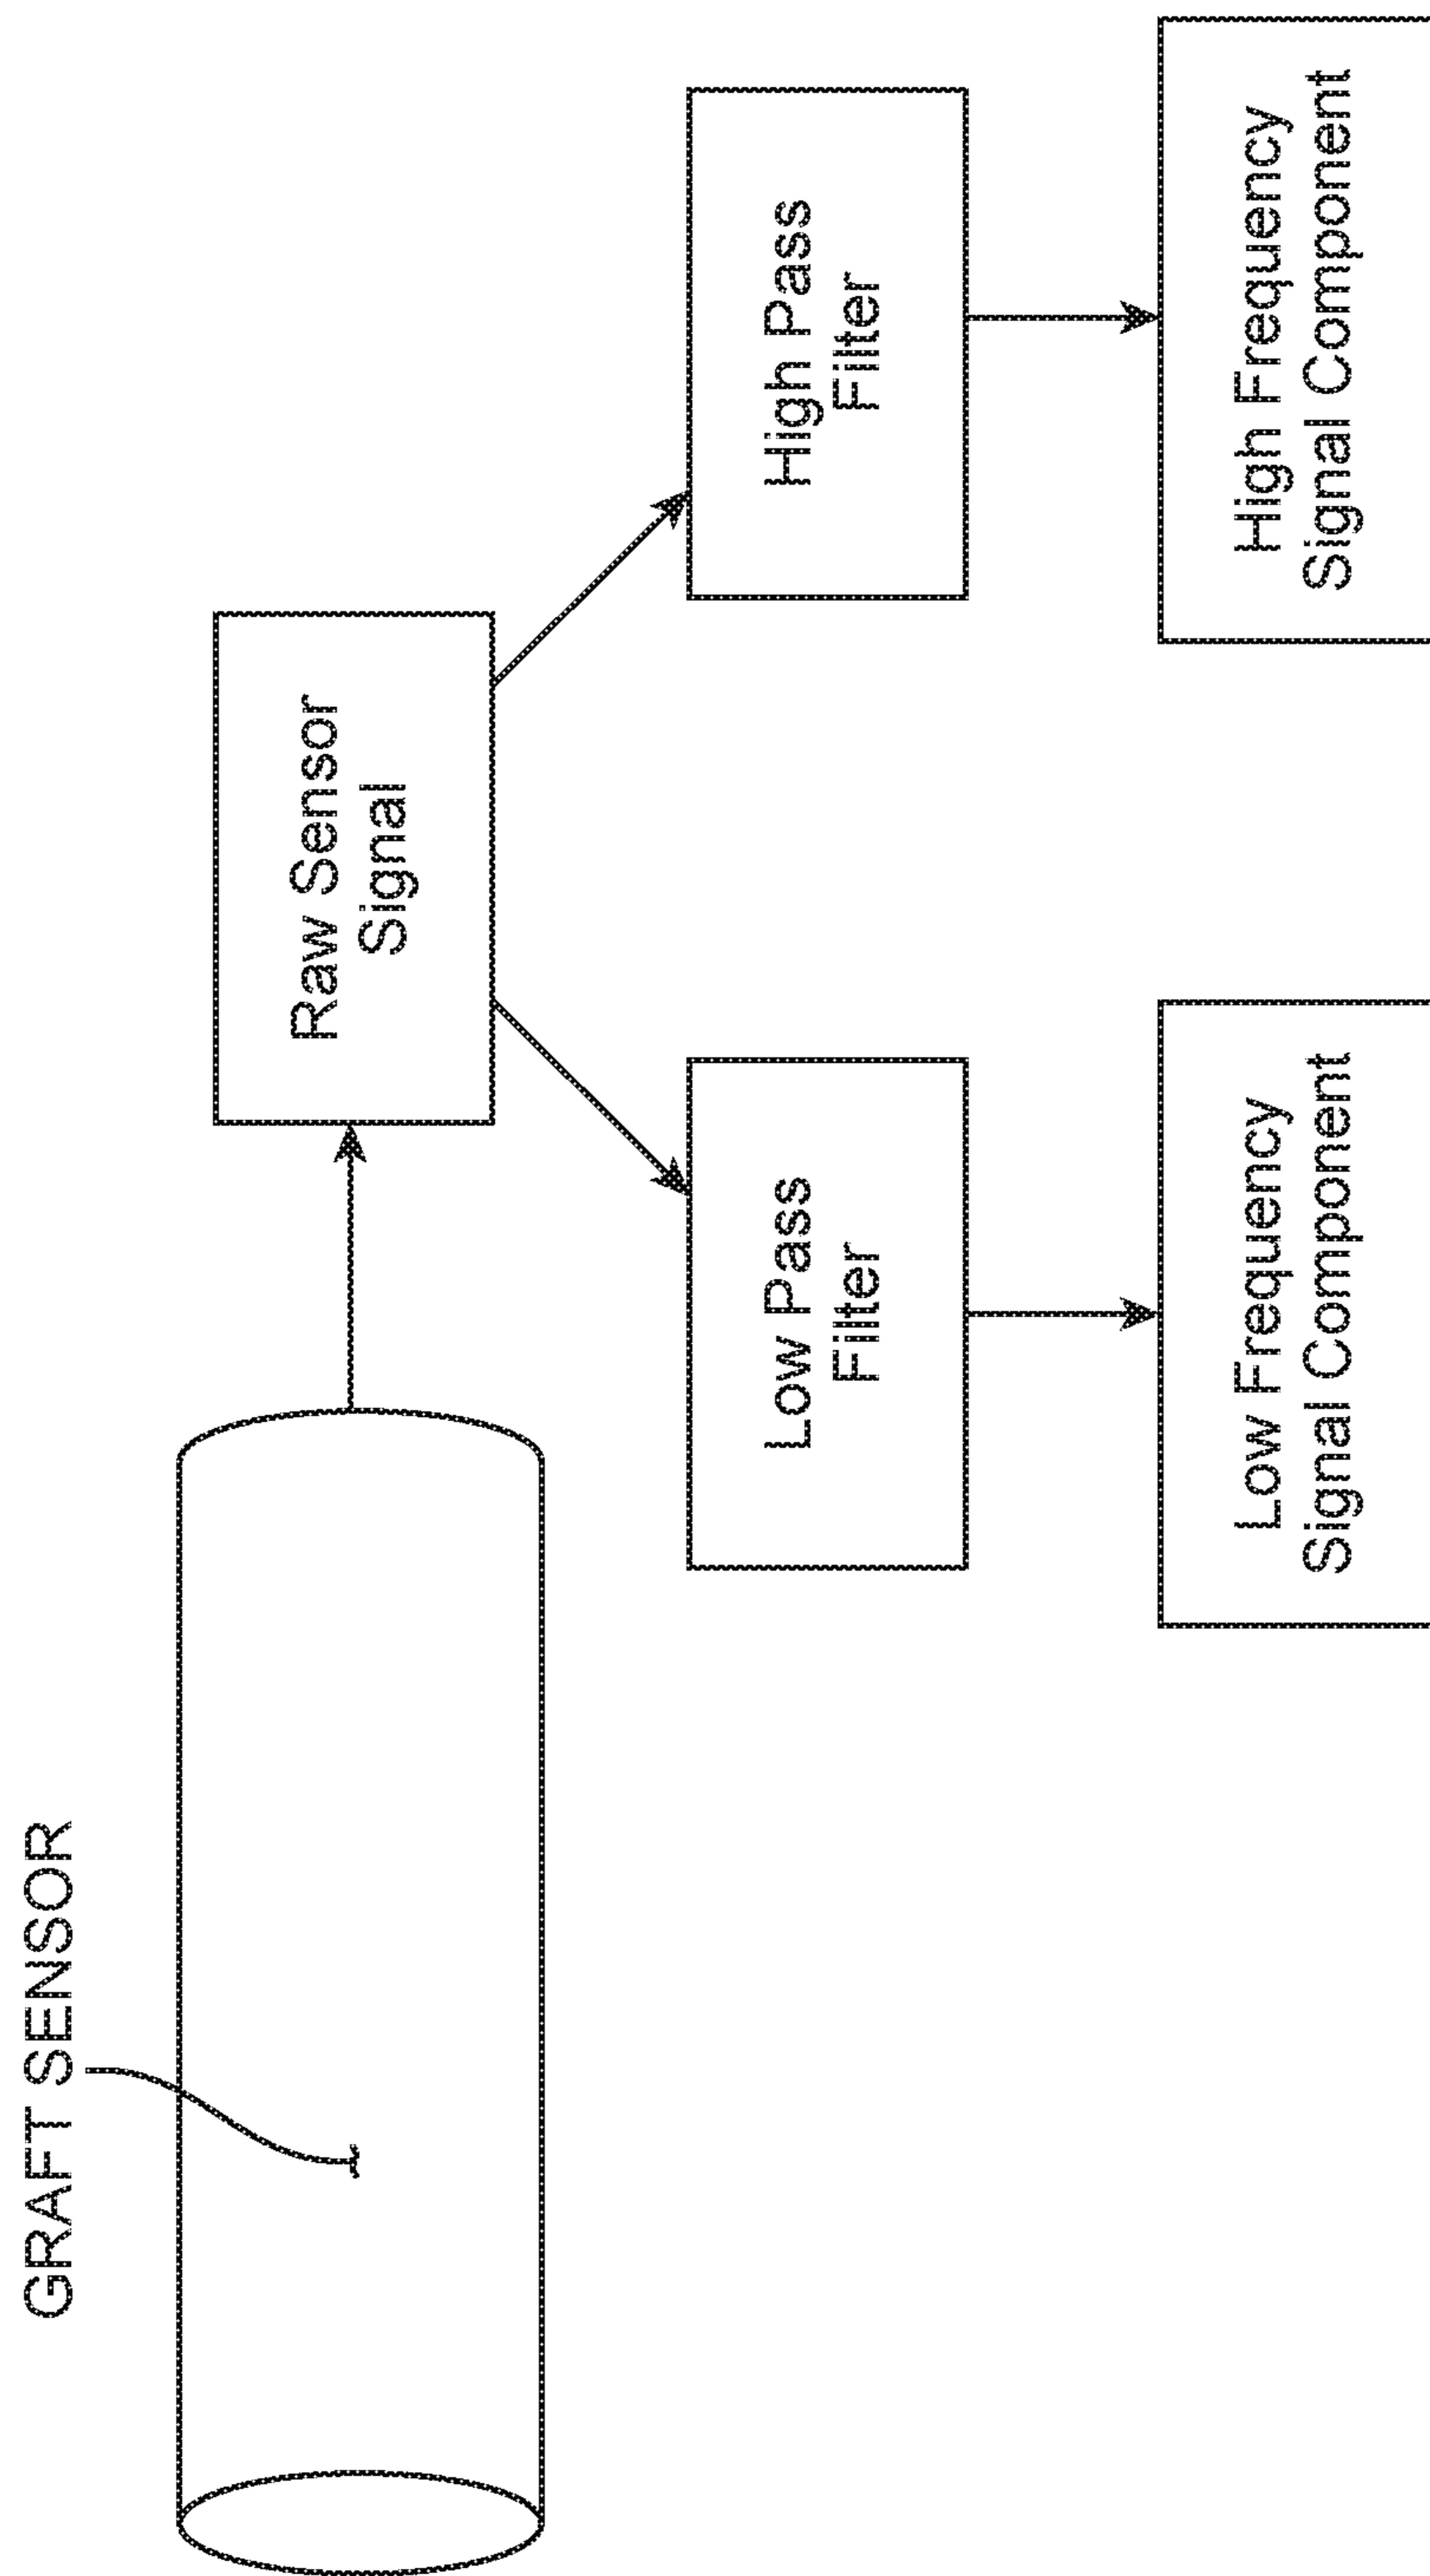 GRAFT SENSOR
Raw Sensor
Signal
Low Pass
Filter
High Pass
Filter
Low Frequency
Signal Component
High Frequency
Signal Component